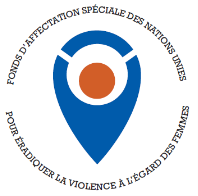 FONDS D'AFFECTATION SPÉCIALE DES NATIONS UNIES
POUR ÉRADIQUER LA VIOLENCE À L'ÉGARD DES FEMMES